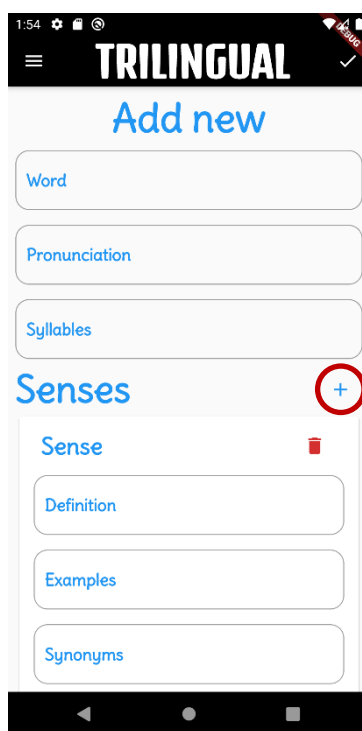 1:54
DEBUG
TRILINGUAL
Add new
Word
Pronunciation
Syllables
Senses +
Sense
Definition
Examples
Synonyms